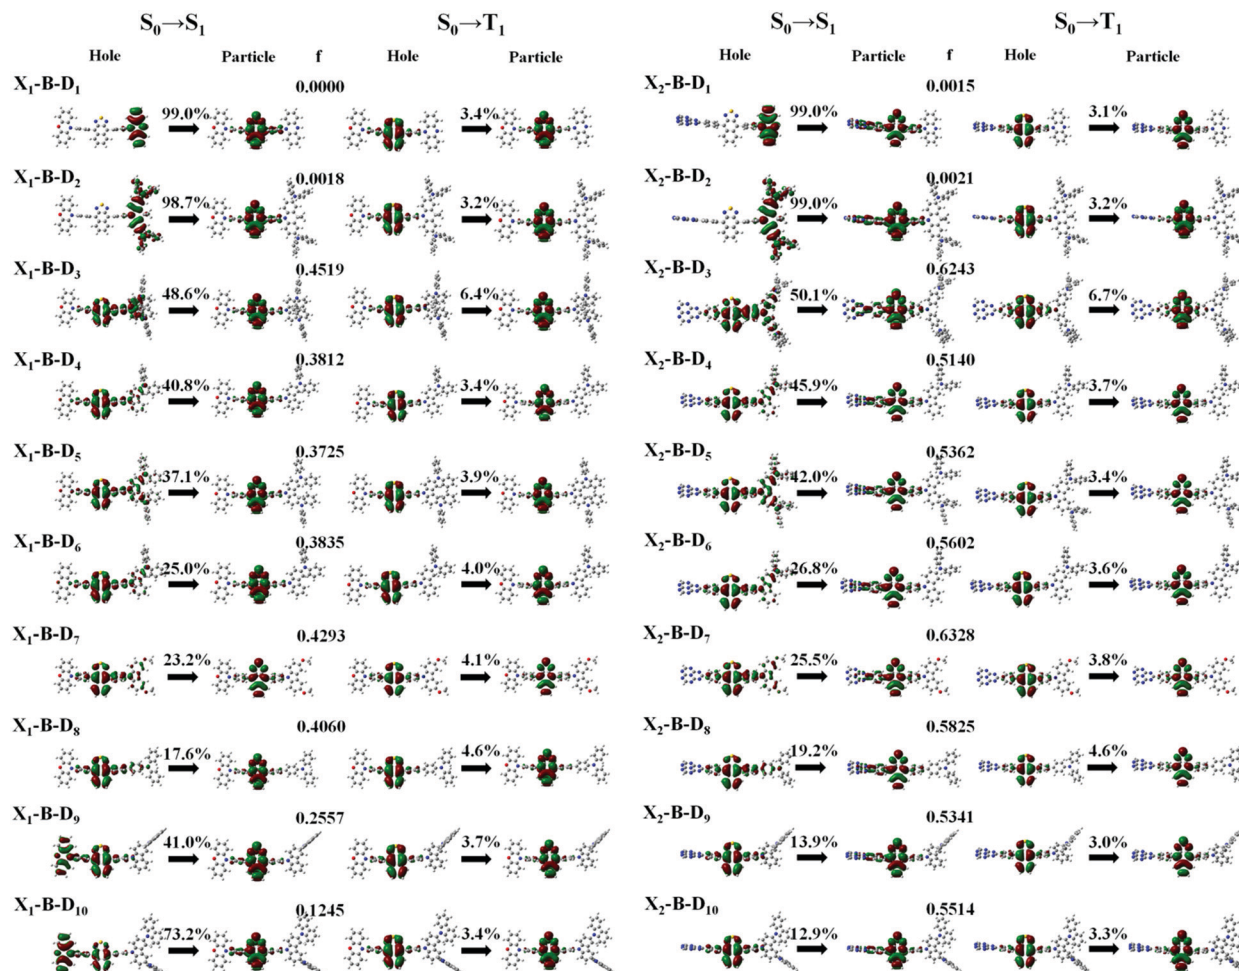 S0→S1 S0→T1 S0→S1 S0→T1
Hole Particle f Hole Particle Hole Particle f Hole Particle
X1-B-D1 0.0000 X2-B-D1 0.0015
99.0% 3.4% 99.0% 3.1%
X1-B-D2 0.0018 X2-B-D2 0.0021
98.7% 3.2% 99.0% 3.2%
X1-B-D3 0.4519 X2-B-D3 0.6243
48.6% 6.4% 50.1% 6.7%
X1-B-D4 0.3812 X2-B-D4 0.5140
40.8% 3.4% 45.9% 3.7%
X1-B-D5 0.3725 X2-B-D5 0.5362
37.1% 3.9% 42.0% 3.4%
X1-B-D6 0.3835 X2-B-D6 0.5602
25.0% 4.0% 26.8% 3.6%
X1-B-D7 0.4293 X2-B-D7 0.6328
23.2% 4.1% 25.5% 3.8%
X1-B-D8 0.4060 X2-B-D8 0.5825
17.6% 4.6% 19.2% 4.6%
X1-B-D9 0.2557 X2-B-D9 0.5341
41.0% 3.7% 13.9% 3.0%
X1-B-D10 0.1245 X2-B-D10 0.5514
73.2% 3.4% 12.9% 3.3%